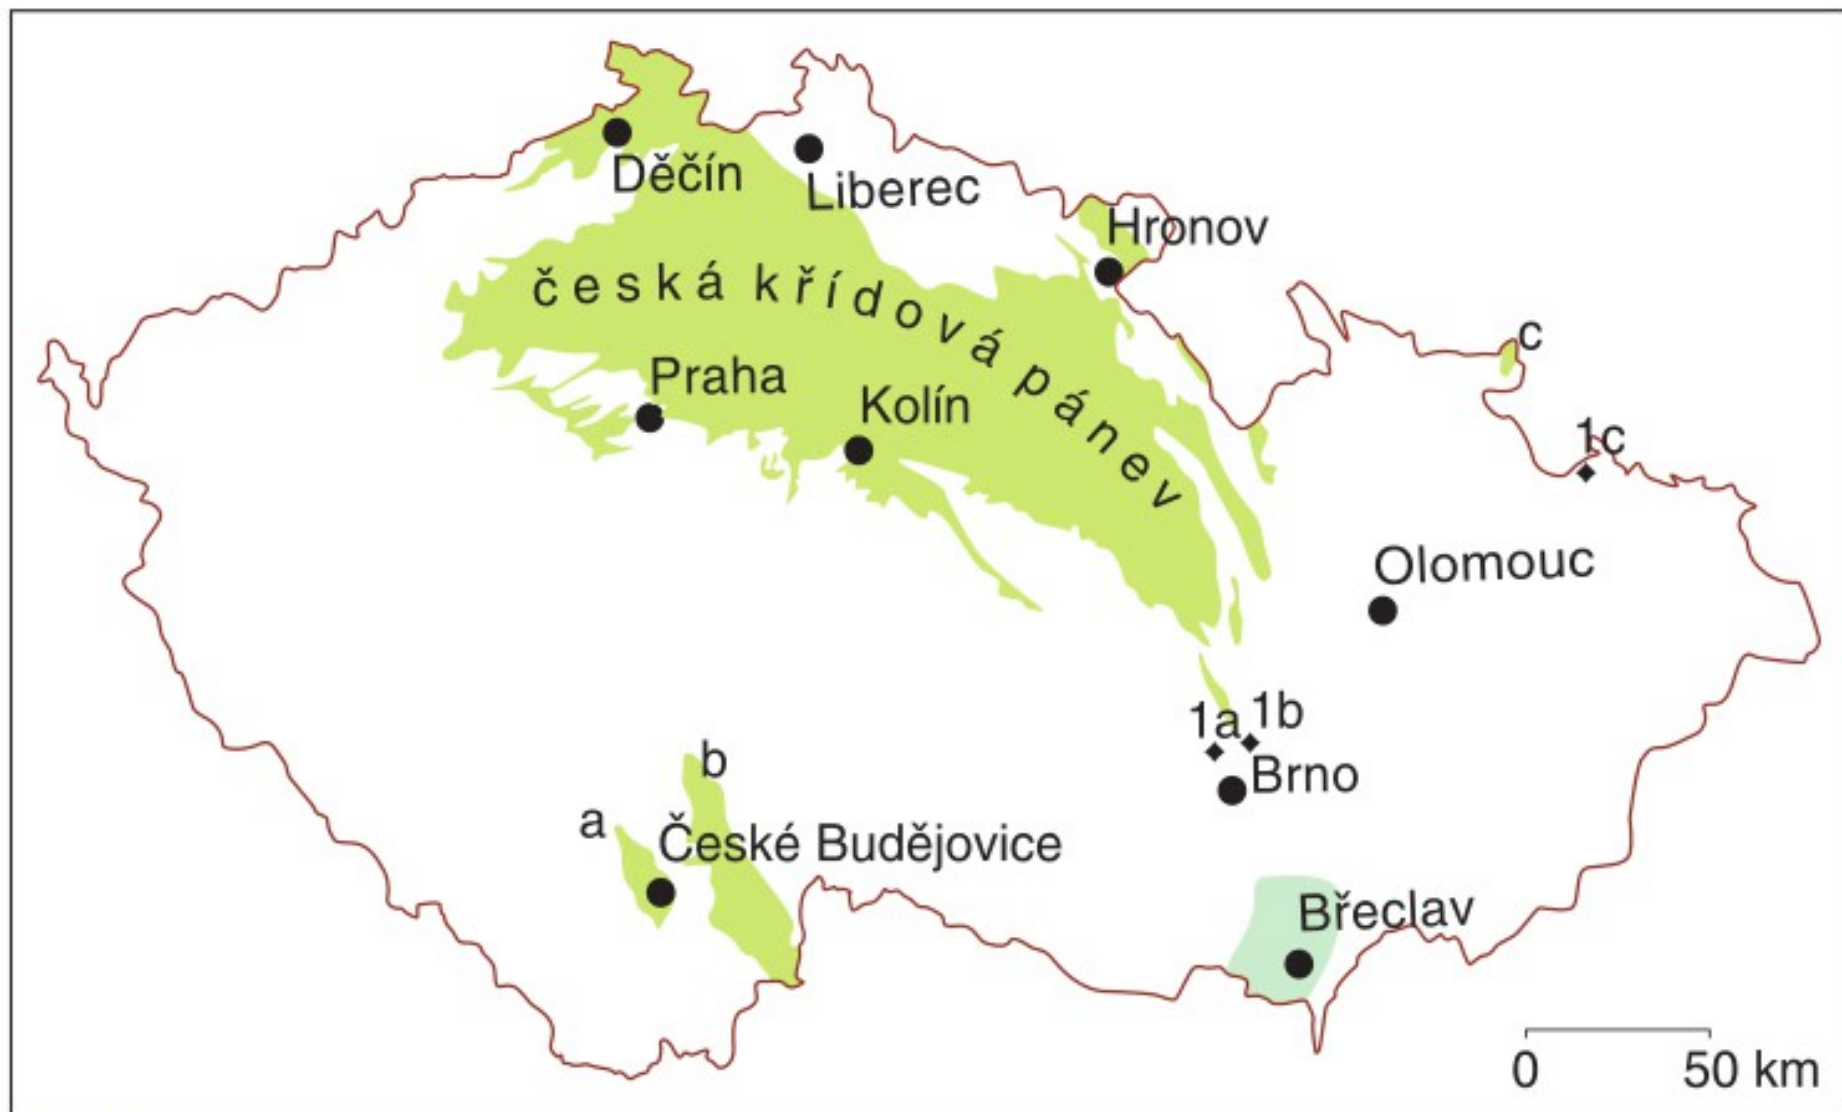 Děčín
Liberec
Hronov
česká křídová pánev
c
Praha
Kolín
1c
Olomouc
1a
1b
Brno
b
a
České Budějovice
Břeclav
0
50 km